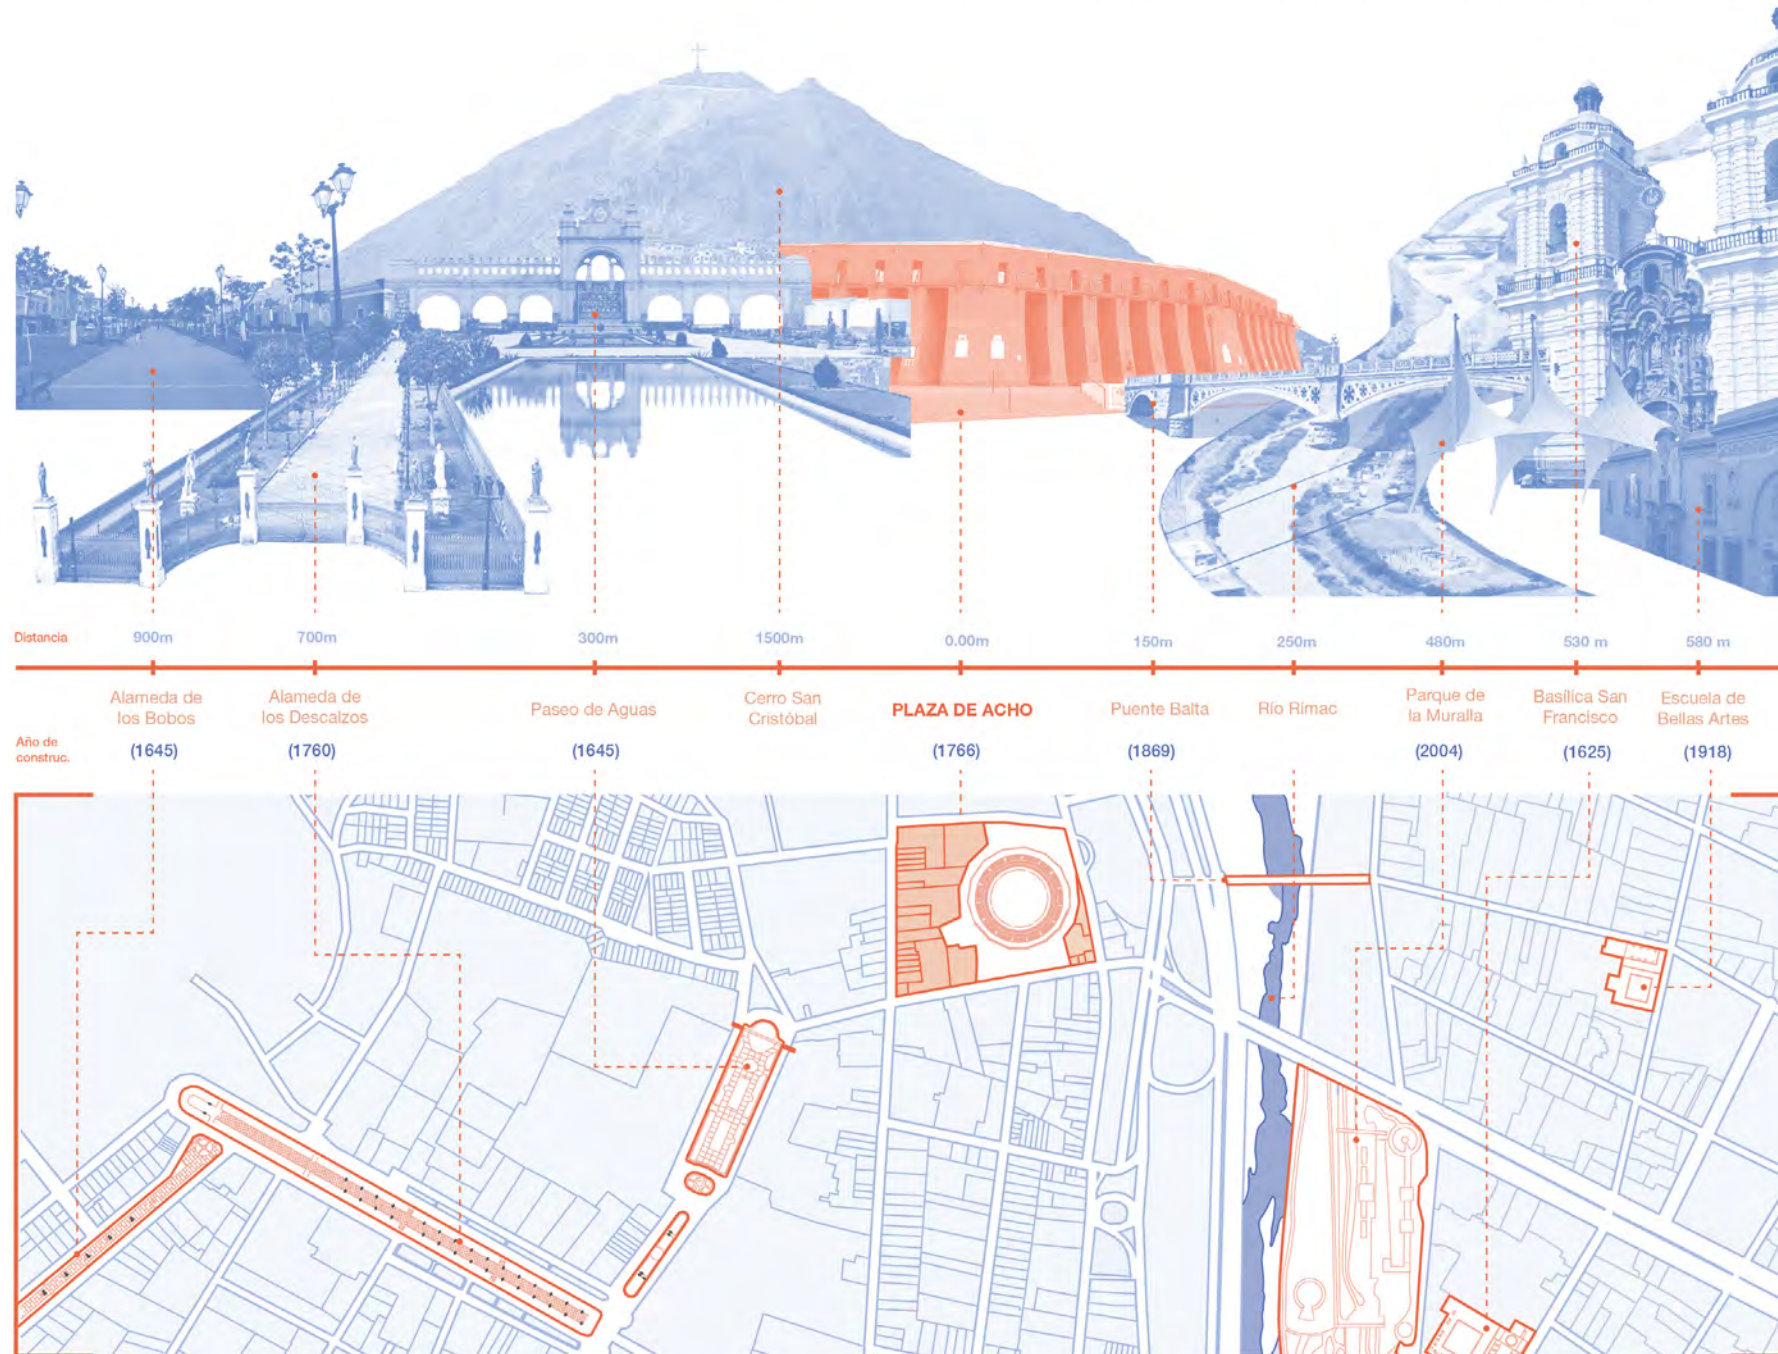 Distancia
900m
700m
300m
1500m
0.00m
150m
250m
480m
530 m
580 m
Alameda de
los Bobos
Alameda de
los Descalzos
Paseo de Aguas
Cerro San
Cristóbal
PLAZA DE ACHO
Puente Balta
Río Rímac
Parque de
la Muralla
Basílica San
Francisco
Escuela de
Bellas Artes
Año de
construc.
(1645)
(1760)
(1645)
(1766)
(1869)
(2004)
(1625)
(1918)